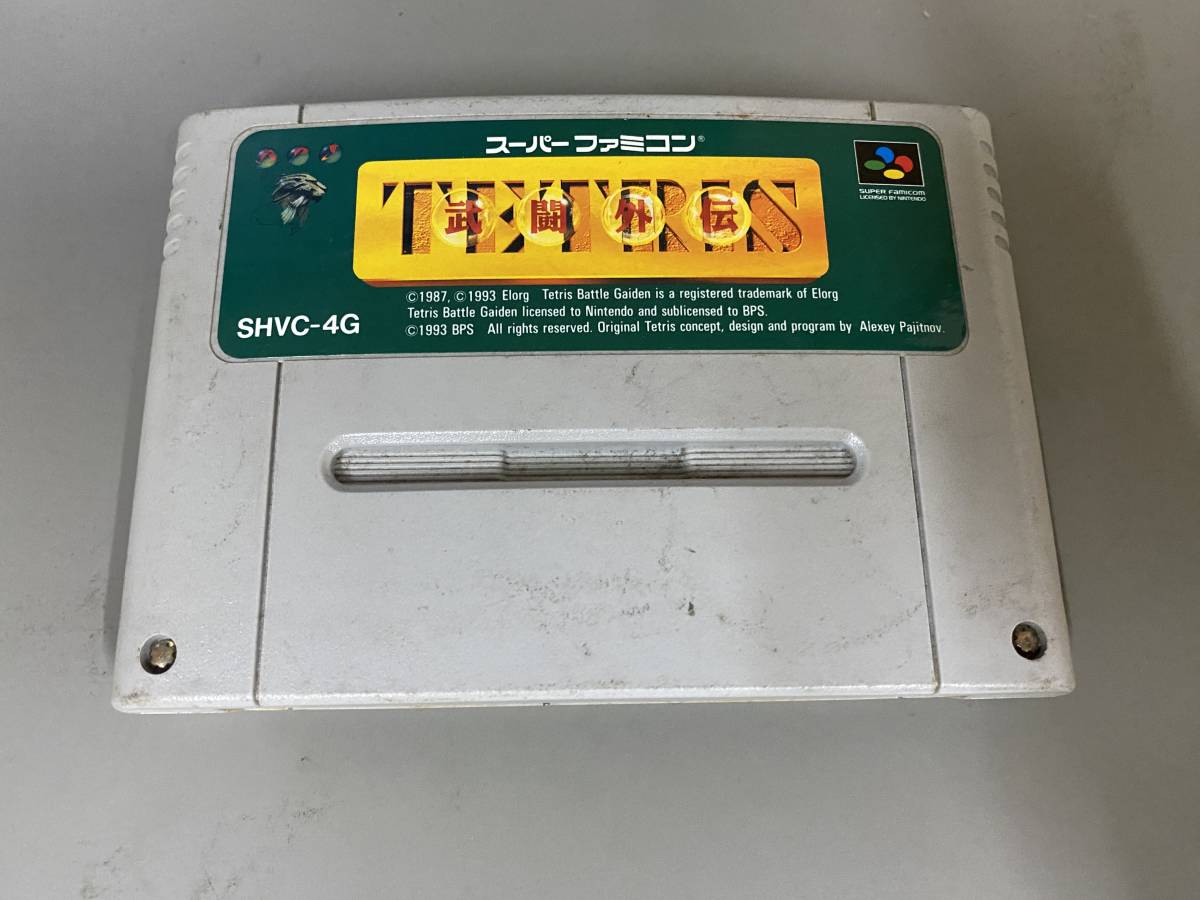 スーパーファミコン®
TETRIS
武闘外伝
SUPER FAMICOM
LICENSED BY NINTENDO
©1987, ©1993 Elorg Tetris Battle Gaiden is a registered trademark of Elorg
Tetris Battle Gaiden licensed to Nintendo and sublicensed to BPS.
©1993 BPS All rights reserved. Original Tetris concept, design and program by Alexey Pajitnov.
SHVC-4G